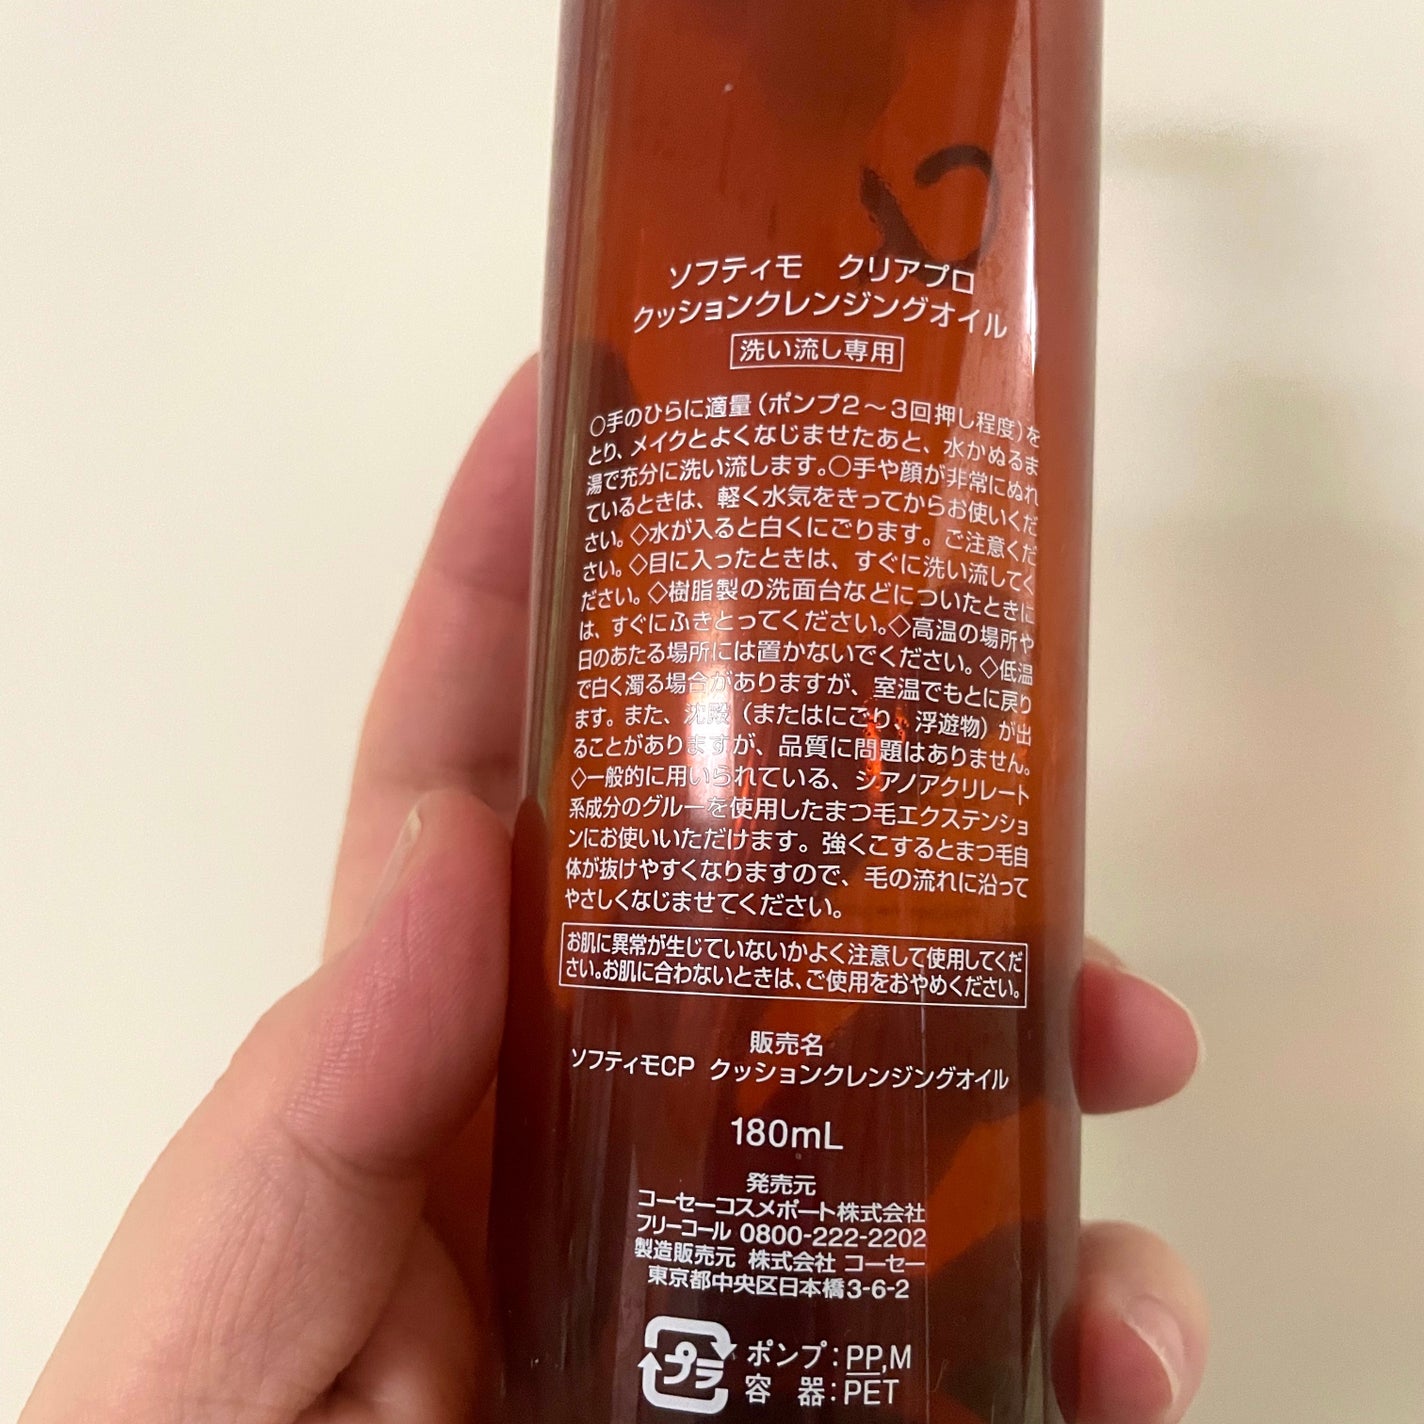 ソフティモ クリアプロ
クッションクレンジングオイル
洗い流し専用
○手のひらに適量(ポンプ2～3回押し程度)を
とり、メイクとよくなじませたあと、水かぬるま
湯で充分に洗い流します。○手や顔が非常にぬれ
ているときは、軽く水気をきってからお使いくだ
さい。◇水が入ると白くにごります。ご注意くだ
さい。◇目に入ったときは、すぐに洗い流してく
ださい。◇樹脂製の洗面台などについたときに
は、すぐにふきとってください。◇高温の場所や
日のあたる場所には置かないでください。◇低温
で白く濁る場合がありますが、室温でもとに戻り
ます。また、沈殿(またはにごり、浮遊物)が出
ることがありますが、品質に問題はありません。
◇一般的に用いられている、シアノアクリレート
系成分のグルーを使用したまつ毛エクステンショ
ンにお使いいただけます。強くこするとまつ毛自
体が抜けやすくなりますので、毛の流れに沿って
やさしくなじませてください。
お肌に異常が生じていないかよく注意して使用してくだ
さい。お肌に合わないときは、ご使用をおやめください。
販売名
ソフティモCP クッションクレンジングオイル
180mL
発売元
コーセーコスメポート株式会社
フリーコール 0800-222-2202
製造販売元 株式会社 コーセー
東京都中央区日本橋3-6-2
プラ ポンプ:PP,M
容 器:PET